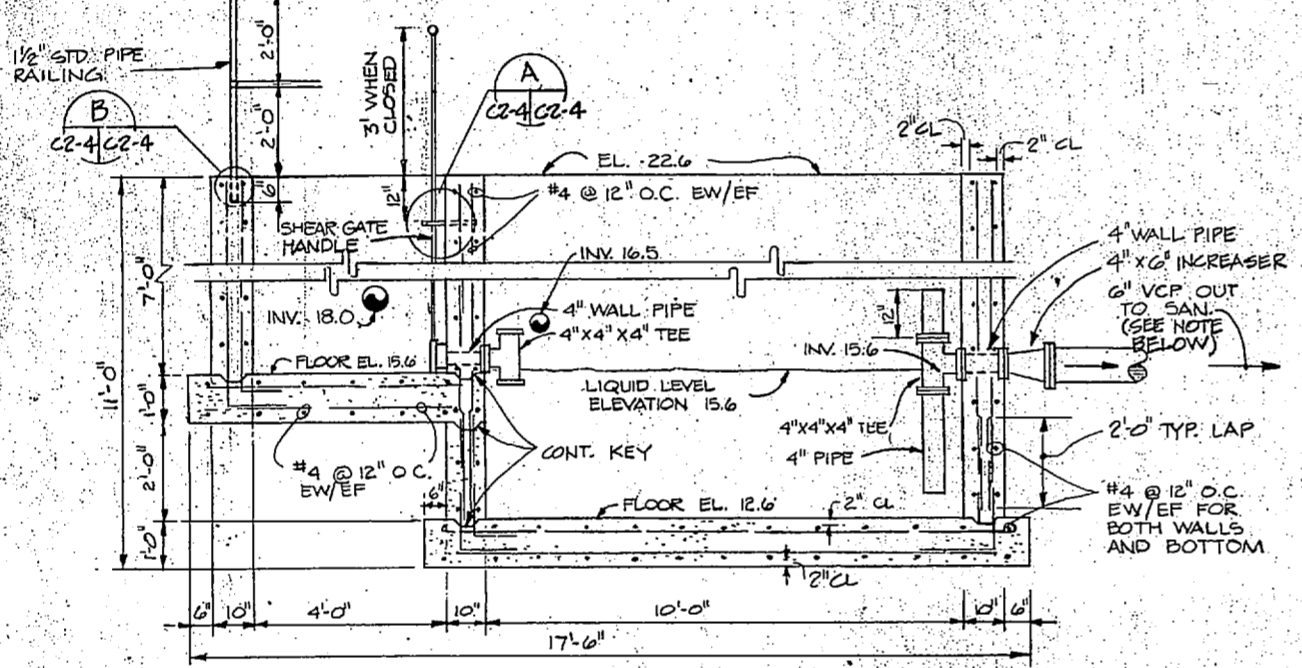 2'-0"
1½" STD. PIPE
RAILING
2'-0"
B
C2-4 C2-4
6"
3' WHEN
CLOSED
A
C2-4 C2-4
12"
EL. 22.6
#4 @ 12" O.C. EW/EF
2" CL
2" CL
SHEAR GATE
HANDLE
7'-0"
11'-0"
INV. 18.0
INV. 16.5
4" WALL PIPE
4"X4"X4" TEE
FLOOR EL. 15.6
LIQUID LEVEL
ELEVATION 15.6
12"
INV. 15.6
4"X4"X4" TEE
4" PIPE
4" WALL PIPE
4" X 6" INCREASER
6" VCP OUT
TO SAN.
(SEE NOTE
BELOW)
1'-0"
2'-0"
1'-0"
#4 @ 12" O.C.
EW/EF
CONT. KEY
6"
FLOOR EL. 12.6
2" CL
2" CL
2'-0" TYP. LAP
#4 @ 12" O.C.
EW/EF FOR
BOTH WALLS
AND BOTTOM
6" 10" 4'-0" 10" 10'-0" 10" 6"
17'-6"